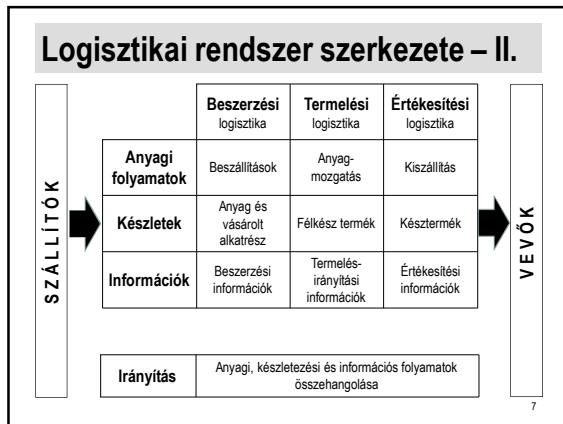 Logisztikai rendszer szerkezete – II.
SZÁLLÍTÓK
Beszerzési
logisztika
Termelési
logisztika
Értékesítési
logisztika
Anyagi
folyamatok
Beszállítások
Anyag-
mozgatás
Kiszállítás
Készletek
Anyag és
vásárolt
alkatrész
Félkész termék
Késztermék
Információk
Beszerzési
információk
Termelés-
irányítási
információk
Értékesítési
információk
VEVŐK
Irányítás
Anyagi, készletezési és információs folyamatok
összehangolása
7